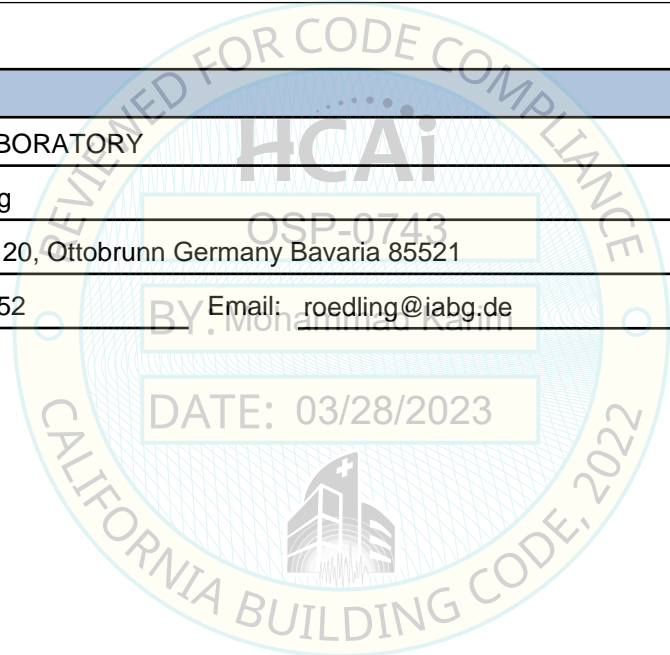 REVIEWED FOR CODE COMPLIANCE
HCAi
BORATORY
g
OSP-0743
20, Ottobrunn Germany Bavaria 85521
52 Email: roedling@iabg.de
BY: Mohammad Karim
DATE: 03/28/2023
CALIFORNIA BUILDING CODE, 2022